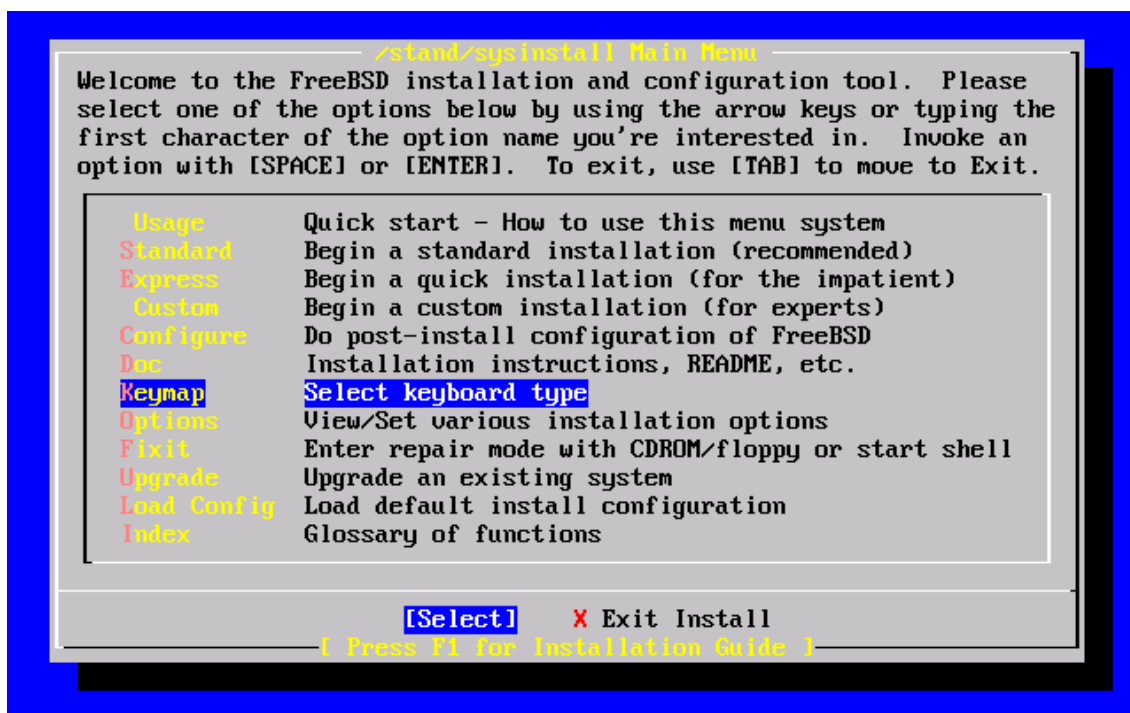 /stand/sysinstall Main Menu
Welcome to the FreeBSD installation and configuration tool.  Please
select one of the options below by using the arrow keys or typing the
first character of the option name you're interested in.  Invoke an
option with [SPACE] or [ENTER].  To exit, use [TAB] to move to Exit.
Usage Quick start - How to use this menu system
Standard Begin a standard installation (recommended)
Express Begin a quick installation (for the impatient)
Custom Begin a custom installation (for experts)
Configure Do post-install configuration of FreeBSD
Doc Installation instructions, README, etc.
Keymap Select keyboard type
Options View/Set various installation options
Fixit Enter repair mode with CDROM/floppy or start shell
Upgrade Upgrade an existing system
Load Config Load default install configuration
Index Glossary of functions
[Select] X Exit Install
[ Press F1 for Installation Guide ]